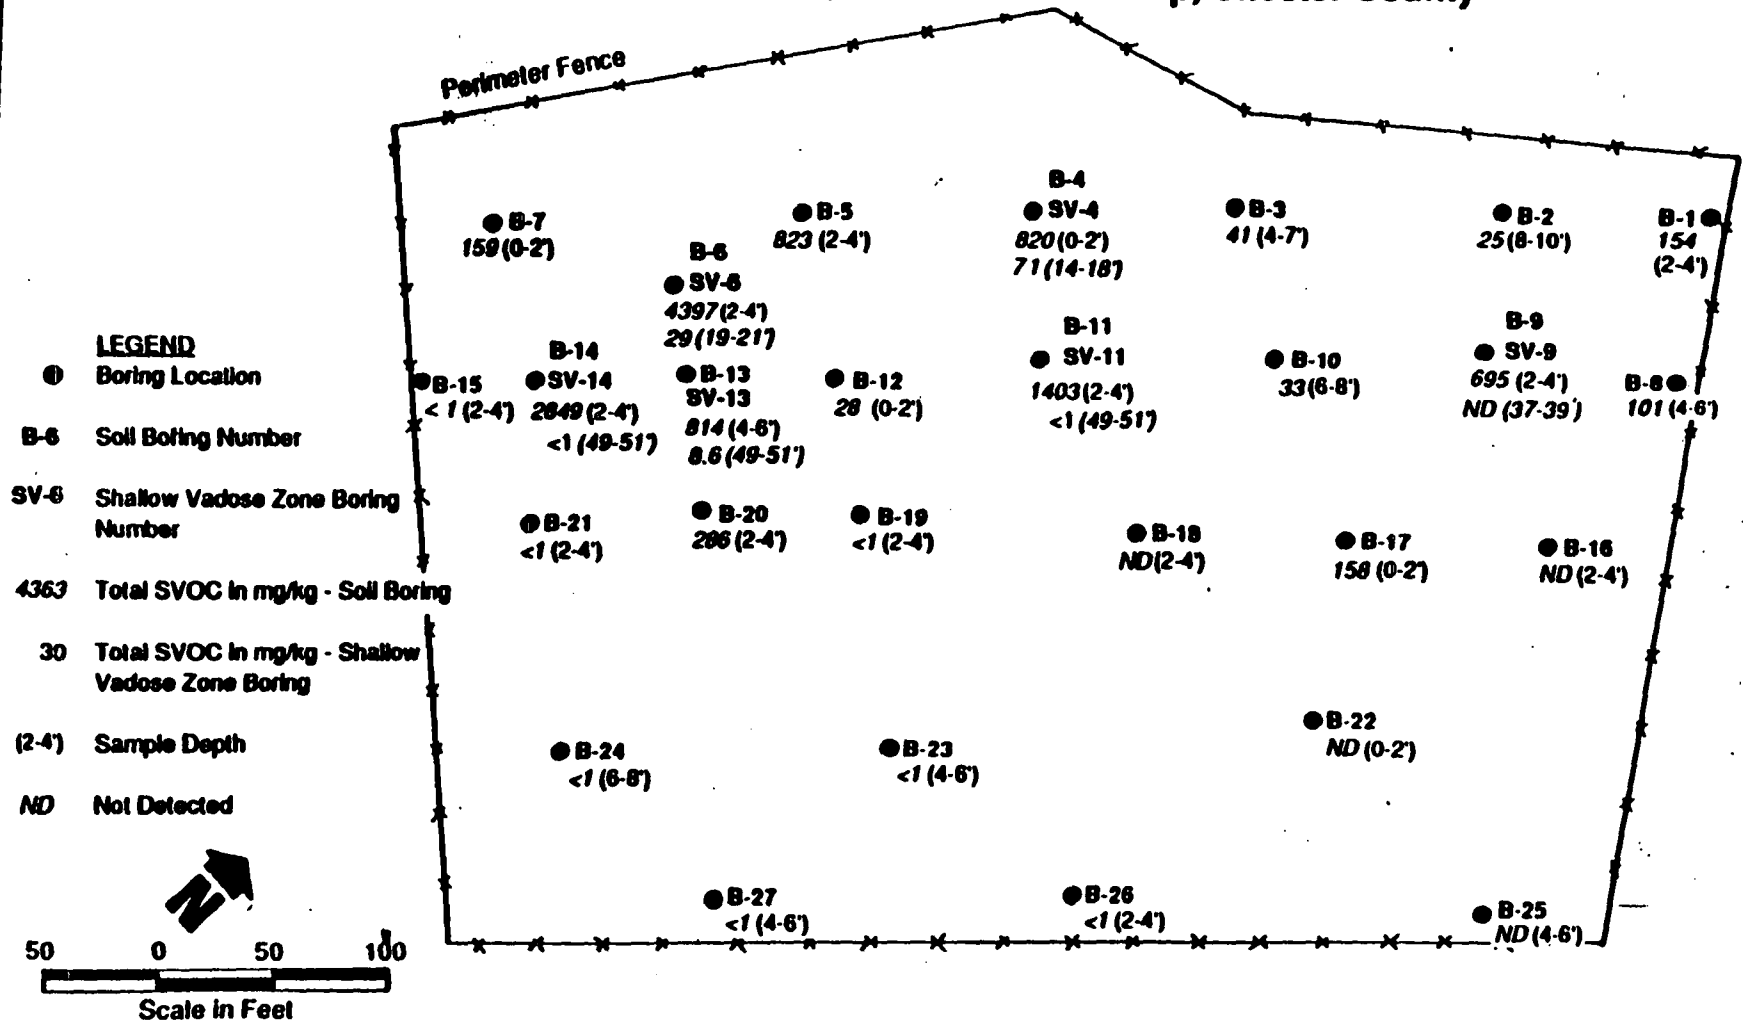 Perimeter Fence
B-7
159 (0-2')
B-5
823 (2-4')
B-4
SV-4
820 (0-2')
71 (14-18')
B-3
41 (4-7')
B-2
25 (8-10')
B-1
154
(2-4')
B-6
SV-6
4397 (2-4')
29 (19-21')
B-15
< 1 (2-4')
B-14
SV-14
2649 (2-4')
<1 (49-51')
B-13
SV-13
814 (4-6')
8.6 (49-51')
B-12
28 (0-2')
B-11
SV-11
1403 (2-4')
<1 (49-51')
B-10
33 (6-8')
B-9
SV-9
695 (2-4')
ND (37-39')
B-8
101 (4-6')
B-21
<1 (2-4')
B-20
286 (2-4')
B-19
<1 (2-4')
B-18
ND (2-4')
B-17
158 (0-2')
B-16
ND (2-4')
B-24
<1 (6-8')
B-23
<1 (4-6')
B-22
ND (0-2')
B-27
<1 (4-6')
B-26
<1 (2-4')
B-25
ND (4-6')
LEGEND
Boring Location
B-6 Soil Boring Number
SV-6 Shallow Vadose Zone Boring
Number
4363 Total SVOC in mg/kg - Soil Boring
30 Total SVOC in mg/kg - Shallow
Vadose Zone Boring
(2-4') Sample Depth
ND Not Detected
N
50 0 50 100
Scale in Feet